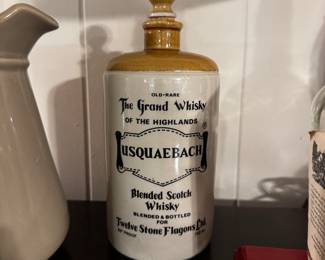 OLD-RARE
The Grand Whisky
OF THE HIGHLANDS
USQUAEBACH
Blended Scotch
Whisky
BLENDED & BOTTLED
FOR
Twelve Stone Flagons Ltd.
PROOF